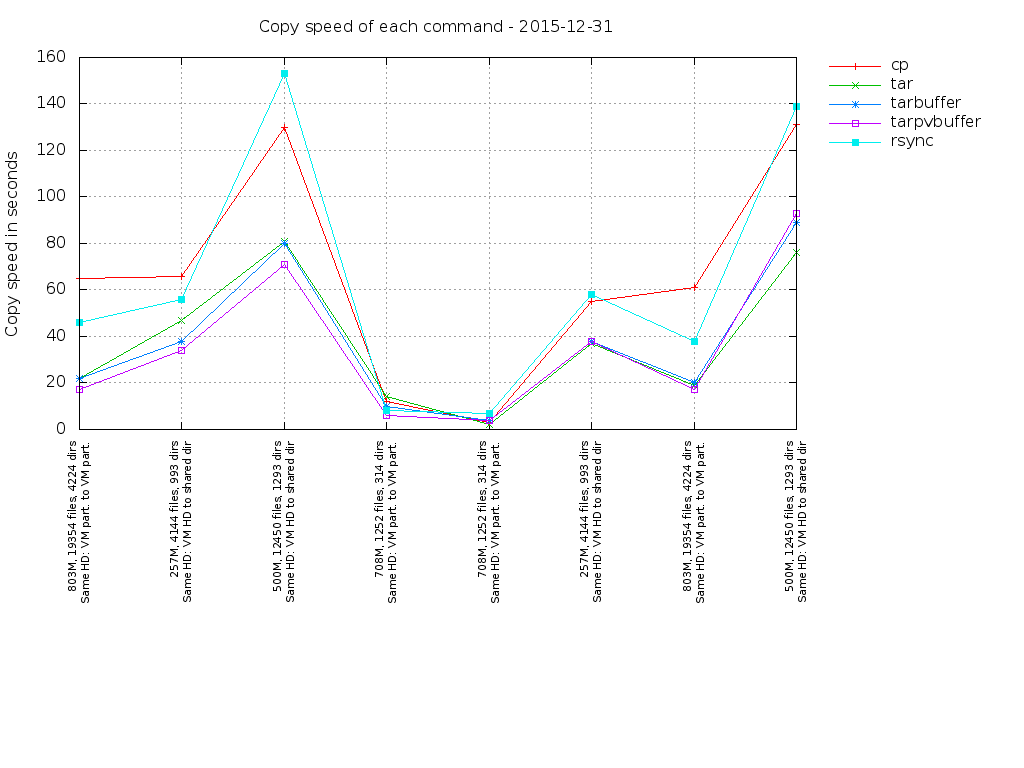 Copy speed of each command - 2015-12-31
160
140
120
100
80
60
40
20
0
Copy speed in seconds
cp
tar
tarbuffer
tarpvbuffer
rsync
803M, 19354 files, 4224 dirs
Same HD: VM part. to VM part.
257M, 4144 files, 993 dirs
Same HD: VM HD to shared dir
500M, 12450 files, 1293 dirs
Same HD: VM HD to shared dir
708M, 1252 files, 314 dirs
Same HD: VM part. to VM part.
708M, 1252 files, 314 dirs
Same HD: VM part. to VM part.
257M, 4144 files, 993 dirs
Same HD: VM HD to shared dir
803M, 19354 files, 4224 dirs
Same HD: VM part. to VM part.
500M, 12450 files, 1293 dirs
Same HD: VM HD to shared dir